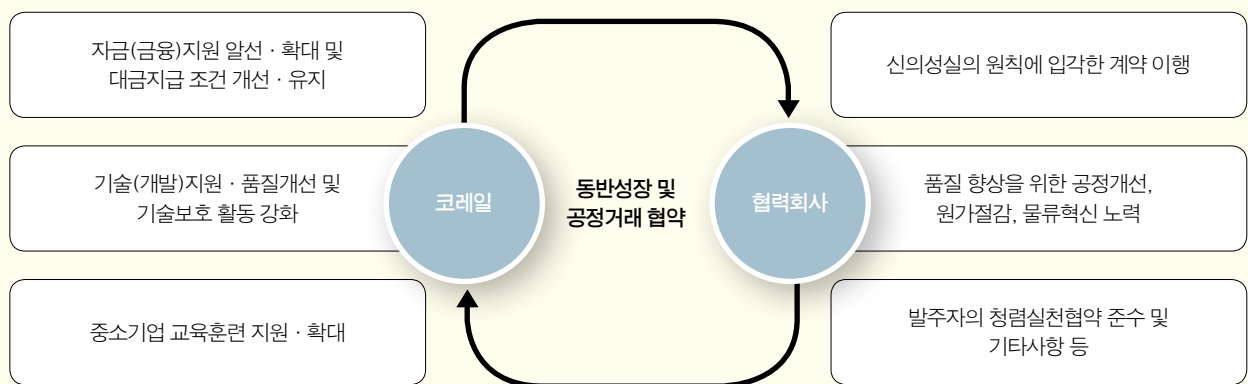 자금(금융)지원 알선 · 확대 및
대금지급 조건 개선 · 유지
기술(개발)지원 · 품질개선 및
기술보호 활동 강화
중소기업 교육훈련 지원 · 확대
코레일
동반성장 및
공정거래 협약
협력회사
신의성실의 원칙에 입각한 계약 이행
품질 향상을 위한 공정개선,
원가절감, 물류혁신 노력
발주자의 청렴실천협약 준수 및
기타사항 등